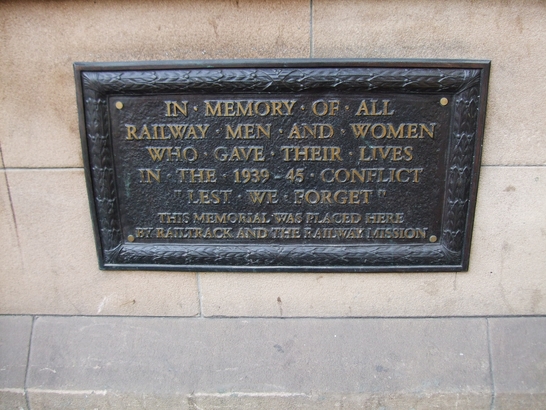 IN · MEMORY · OF · ALL
RAILWAY · MEN · AND · WOMEN
WHO · GAVE · THEIR · LIVES
IN · THE · 1939 - 45 · CONFLICT
" LEST · WE · FORGET "
THIS MEMORIAL WAS PLACED HERE
BY RAILTRACK AND THE RAILWAY MISSION